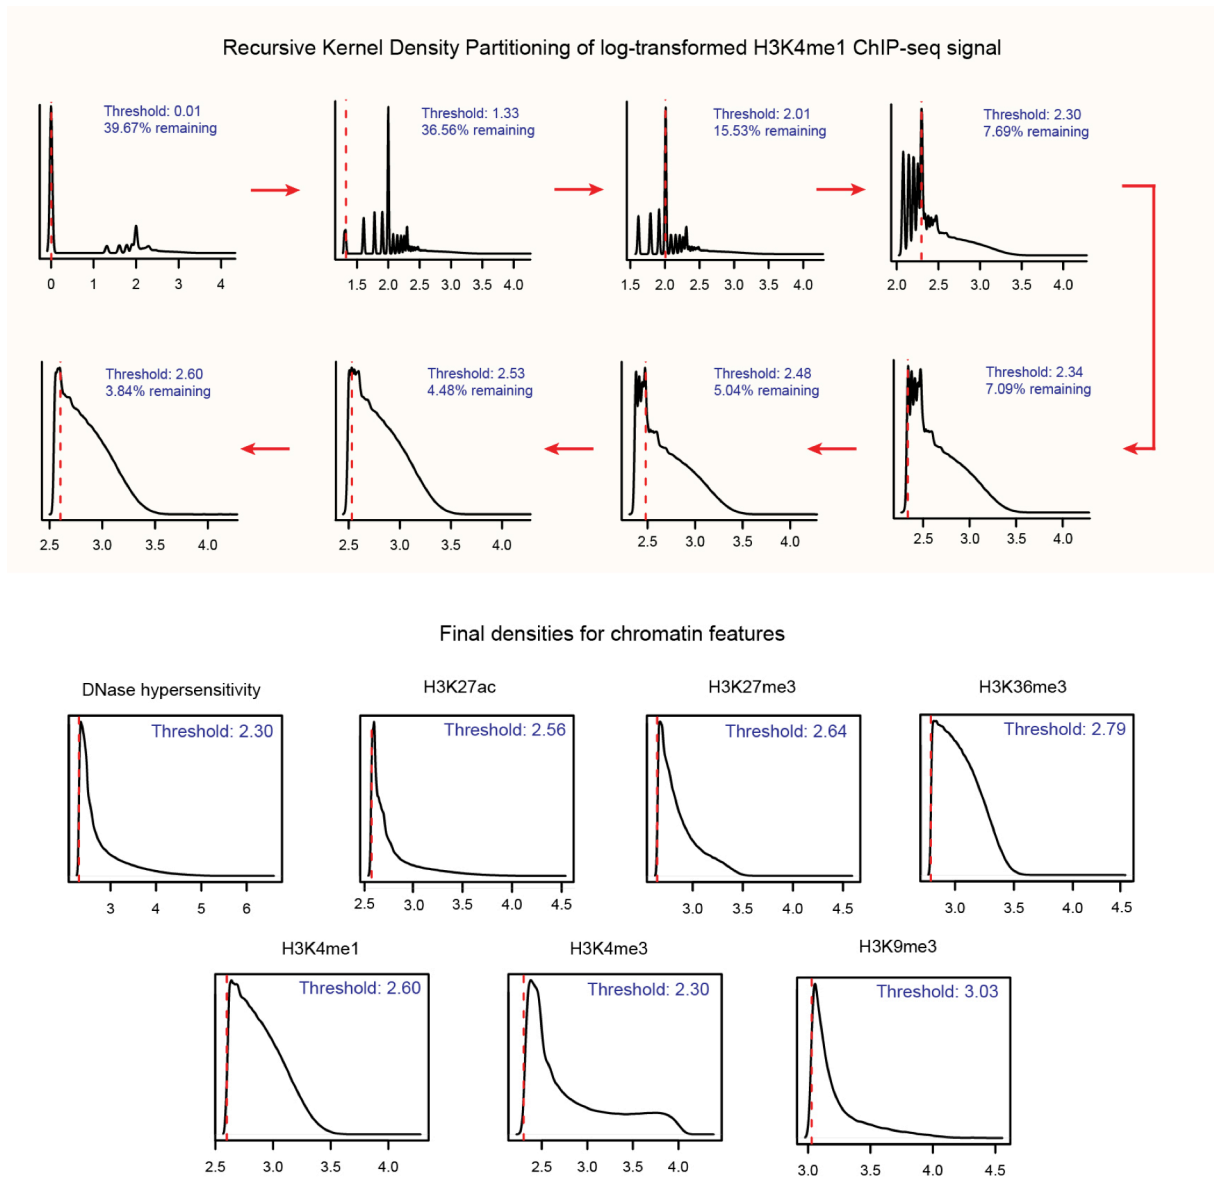 Recursive Kernel Density Partitioning of log-transformed H3K4me1 ChIP-seq signal
Threshold: 0.01
39.67% remaining
0 1 2 3 4
Threshold: 1.33
36.56% remaining
1.5 2.0 2.5 3.0 3.5 4.0
Threshold: 2.01
15.53% remaining
1.5 2.0 2.5 3.0 3.5 4.0
Threshold: 2.30
7.69% remaining
2.0 2.5 3.0 3.5 4.0
Threshold: 2.60
3.84% remaining
2.5 3.0 3.5 4.0
Threshold: 2.53
4.48% remaining
2.5 3.0 3.5 4.0
Threshold: 2.48
5.04% remaining
2.5 3.0 3.5 4.0
Threshold: 2.34
7.09% remaining
2.5 3.0 3.5 4.0
Final densities for chromatin features
DNase hypersensitivity
Threshold: 2.30
3 4 5 6
H3K27ac
Threshold: 2.56
2.5 3.0 3.5 4.0 4.5
H3K27me3
Threshold: 2.64
3.0 3.5 4.0 4.5
H3K36me3
Threshold: 2.79
3.0 3.5 4.0 4.5
H3K4me1
Threshold: 2.60
2.5 3.0 3.5 4.0
H3K4me3
Threshold: 2.30
2.5 3.0 3.5 4.0
H3K9me3
Threshold: 3.03
3.0 3.5 4.0 4.5